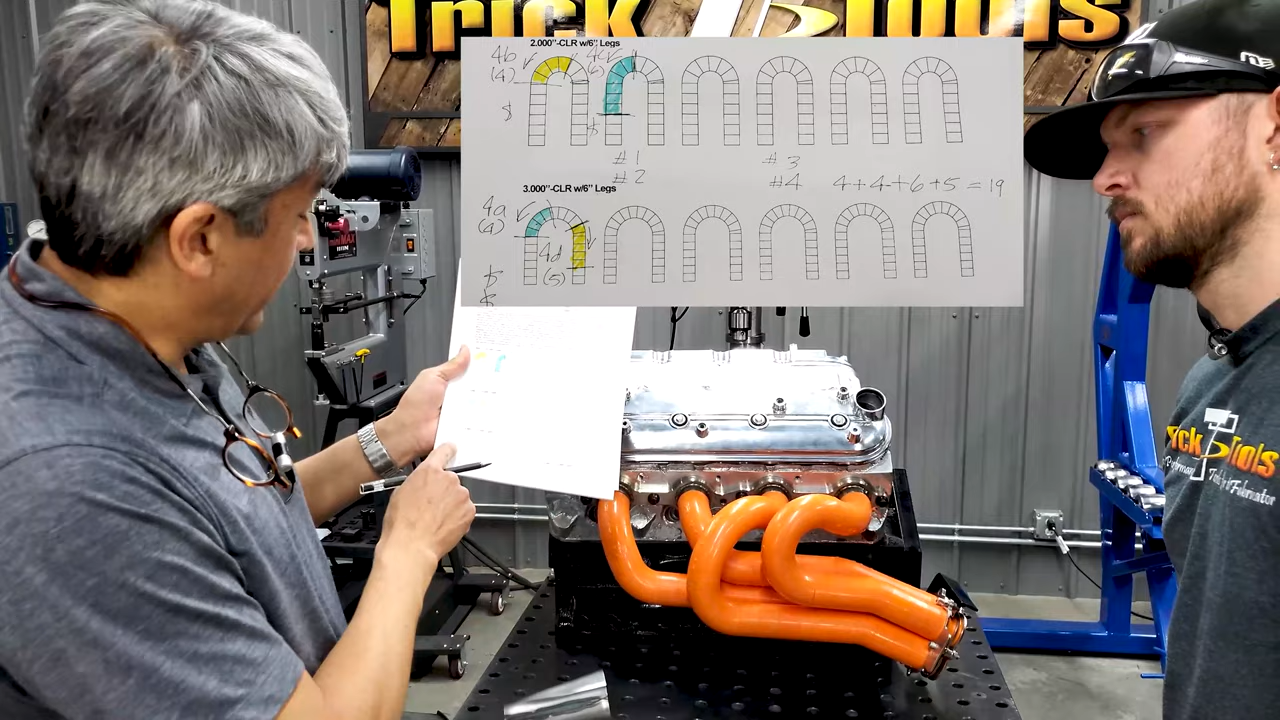 Trick Tools
2.000"-CLR w/6" Legs
4b
(4)
4c
(6)
#1
#2
#3
#4
4+4+6+5 = 19
3.000"-CLR w/6" Legs
4a
(4)
4d
(5)
Trick Tools